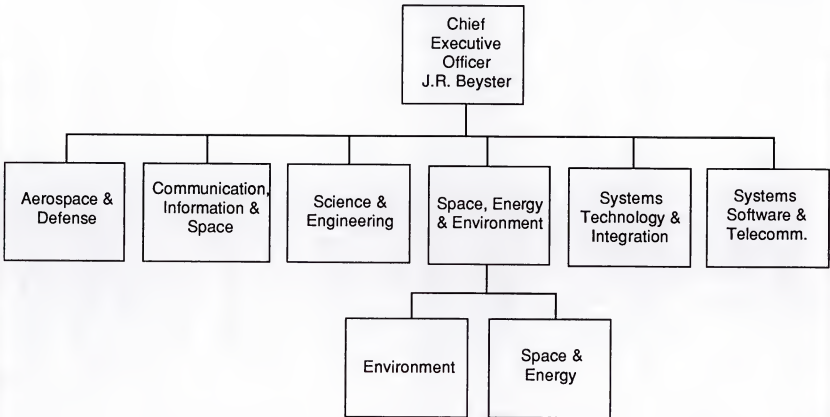 Chief
Executive
Officer
J.R. Beyster
Aerospace &
Defense
Communication,
Information &
Space
Science &
Engineering
Space, Energy
& Environment
Systems
Technology &
Integration
Systems
Software &
Telecomm.
Environment
Space &
Energy